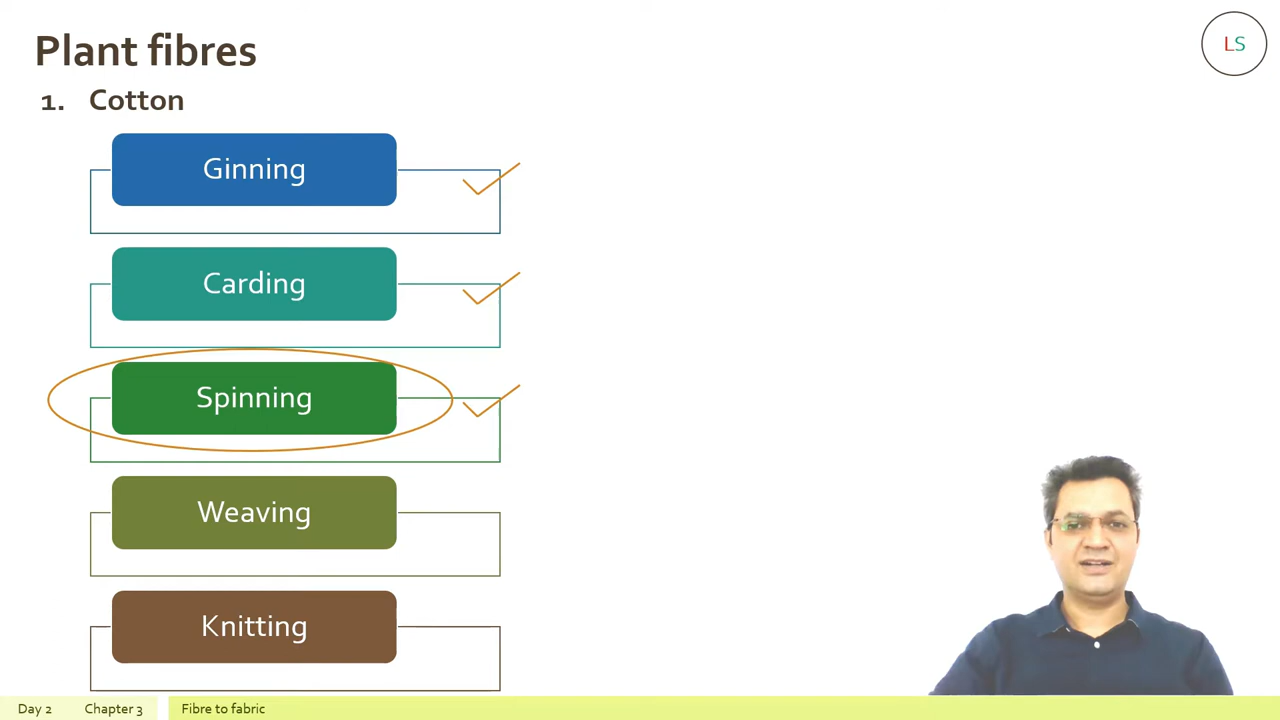 Plant fibres
LS
1. Cotton
Ginning
Carding
Spinning
Weaving
Knitting
Day 2 Chapter 3 Fibre to fabric